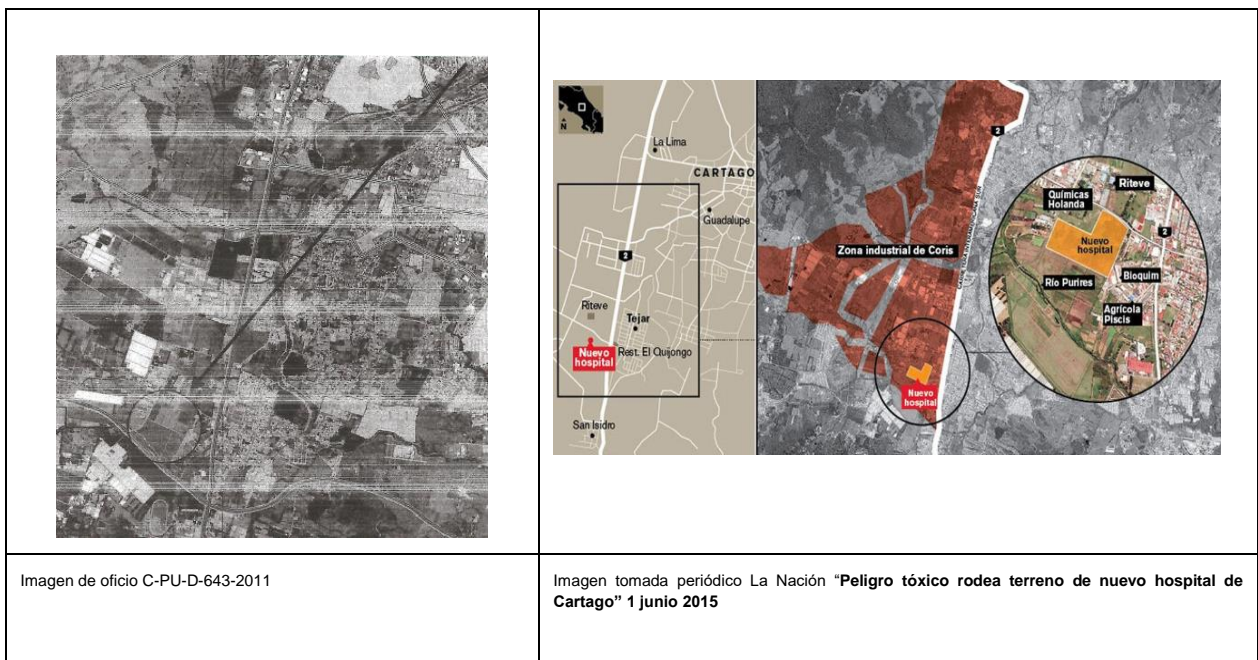 N
La Lima
CARTAGO
Guadalupe
2
Riteve
Tejar
Nuevo
hospital
Rest. El Quijongo
San Isidro
2
Zona industrial de Coris
Nuevo
hospital
Riteve
Químicas
Holanda
2
Nuevo
hospital
Río Purires
Bioquim
Agrícola
Piscis
Imagen de oficio C-PU-D-643-2011
Imagen tomada periódico La Nación “Peligro tóxico rodea terreno de nuevo hospital de
Cartago” 1 junio 2015